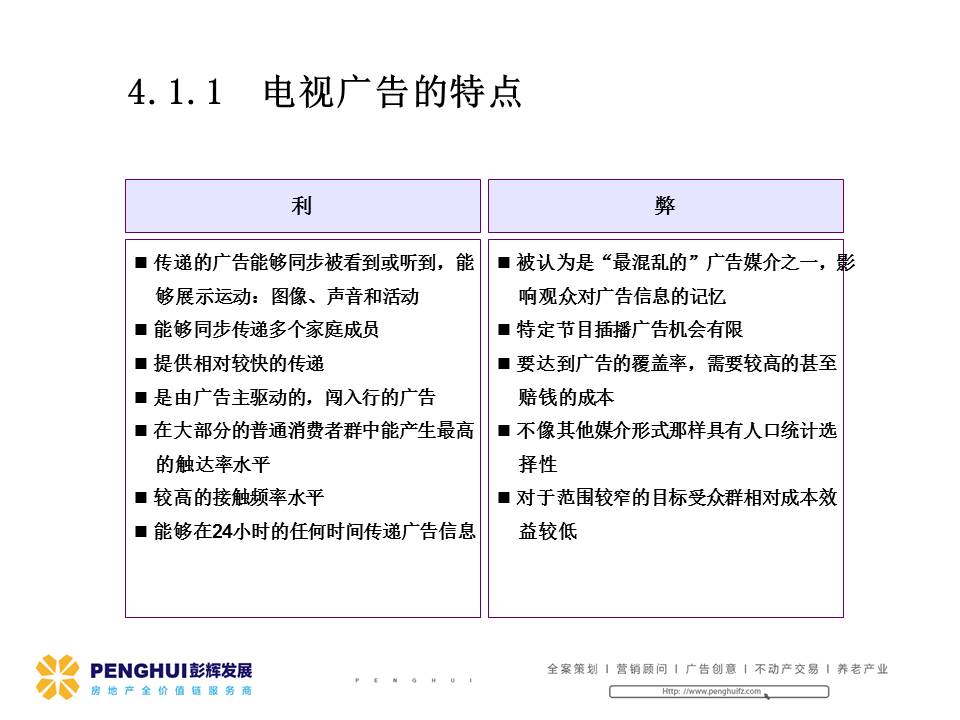 4.1.1 电视广告的特点
利
■ 传递的广告能够同步被看到或听到，能
够展示运动：图像、声音和活动
■ 能够同步传递多个家庭成员
■ 提供相对较快的传递
■ 是由广告主驱动的，闯入行的广告
■ 在大部分的普通消费者群中能产生最高
的触达率水平
■ 较高的接触频率水平
■ 能够在24小时的任何时间传递广告信息
弊
■ 被认为是“最混乱的”广告媒介之一，影
响观众对广告信息的记忆
■ 特定节目插播广告机会有限
■ 要达到广告的覆盖率，需要较高的甚至
赔钱的成本
■ 不像其他媒介形式那样具有人口统计选
择性
■ 对于范围较窄的目标受众群相对成本效
益较低
PENGHUI彭辉发展
房地产全价值链服务商
PENGHUI
全案策划 | 营销顾问 | 广告创意 | 不动产交易 | 养老产业
Http: //www.penghuifz.com